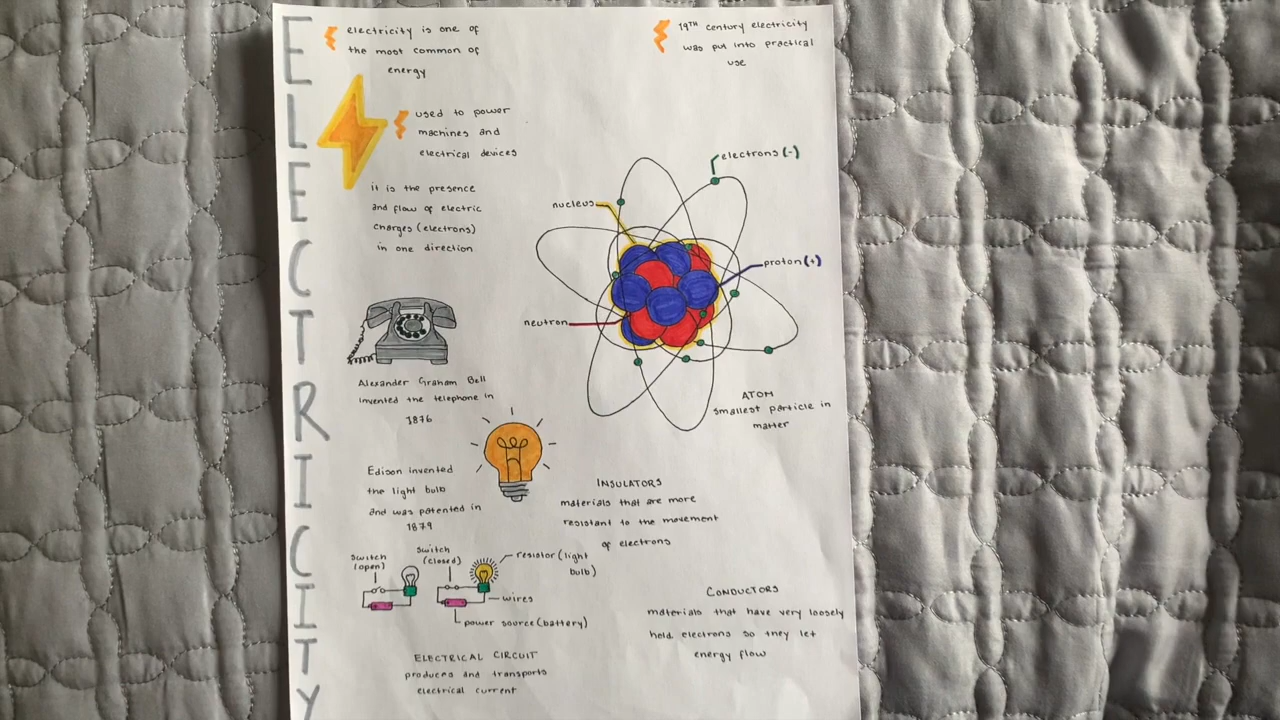 ELECTRICITY
electricity is one of
the most common of
energy
19TH century electricity
was put into practical
use
used to power
machines and
electrical devices
it is the presence
and flow of electric
charges (electrons)
in one direction
electrons (-)
nucleus
proton (+)
neutron
ATOM
smallest particle in
matter
Alexander Graham Bell
invented the telephone in
1876
Edison invented
the light bulb
and was patented in
1879
INSULATORS
materials that are more
resistant to the movement
of electrons
switch
(open)
switch
(closed)
resistor (light
bulb)
wires
power source (battery)
CONDUCTORS
materials that have very loosely
held electrons so they let
energy flow
ELECTRICAL CIRCUIT
produces and transports
electrical current